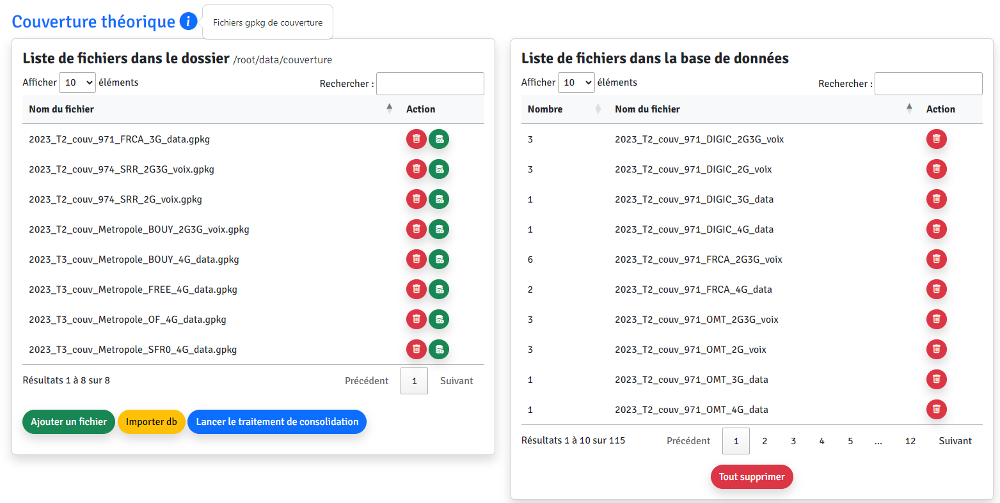 Couverture théorique i
Fichiers gpkg de couverture
Liste de fichiers dans le dossier /root/data/couverture
Afficher 10 éléments
Rechercher :
Nom du fichier Action
2023_T2_couv_971_FRCA_3G_data.gpkg
2023_T2_couv_974_SRR_2G3G_voix.gpkg
2023_T2_couv_974_SRR_2G_voix.gpkg
2023_T2_couv_Metropole_BOUY_2G3G_voix.gpkg
2023_T3_couv_Metropole_BOUY_4G_data.gpkg
2023_T3_couv_Metropole_FREE_4G_data.gpkg
2023_T3_couv_Metropole_OF_4G_data.gpkg
2023_T3_couv_Metropole_SFR0_4G_data.gpkg
Résultats 1 à 8 sur 8
Précédent 1 Suivant
Ajouter un fichier Importer db Lancer le traitement de consolidation
Liste de fichiers dans la base de données
Afficher 10 éléments
Rechercher :
Nombre Nom du fichier Action
3 2023_T2_couv_971_DIGIC_2G3G_voix
3 2023_T2_couv_971_DIGIC_2G_voix
1 2023_T2_couv_971_DIGIC_3G_data
1 2023_T2_couv_971_DIGIC_4G_data
6 2023_T2_couv_971_FRCA_2G3G_voix
2 2023_T2_couv_971_FRCA_4G_data
3 2023_T2_couv_971_OMT_2G3G_voix
3 2023_T2_couv_971_OMT_2G_voix
1 2023_T2_couv_971_OMT_3G_data
1 2023_T2_couv_971_OMT_4G_data
Résultats 1 à 10 sur 115
Précédent 1 2 3 4 5 ... 12 Suivant
Tout supprimer